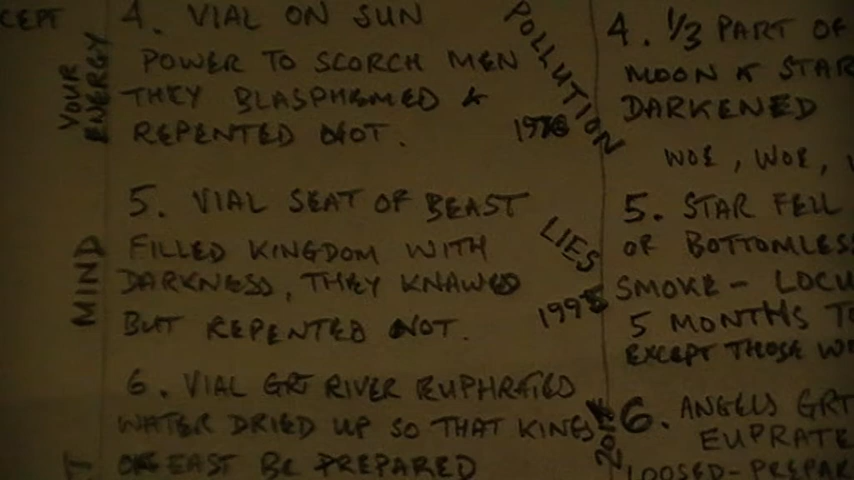 CEPT
YOUR
ENERGY
4. VIAL ON SUN
POWER TO SCORCH MEN
THEY BLASPHEMED &
REPENTED NOT.
POLLUTION
MIND
5. VIAL SEAT OF BEAST
FILLED KINGDOM WITH
DARKNESS, THEY KNAWED
BUT REPENTED NOT.
LIES
1995
6. VIAL GRT RIVER EUPHRATED
WATER DRIED UP SO THAT KINGS
OF EAST BE PREPARED
4. 1/3 PART OF
MOON & STAR
DARKENED
WOE, WOE,
5. STAR FELL
OF BOTTOMLESS
SMOKE - LOCU
5 MONTHS T
EXCEPT THOSE WI
6. ANGELS GRT
EUPRATE
LOOSED-PREPAR